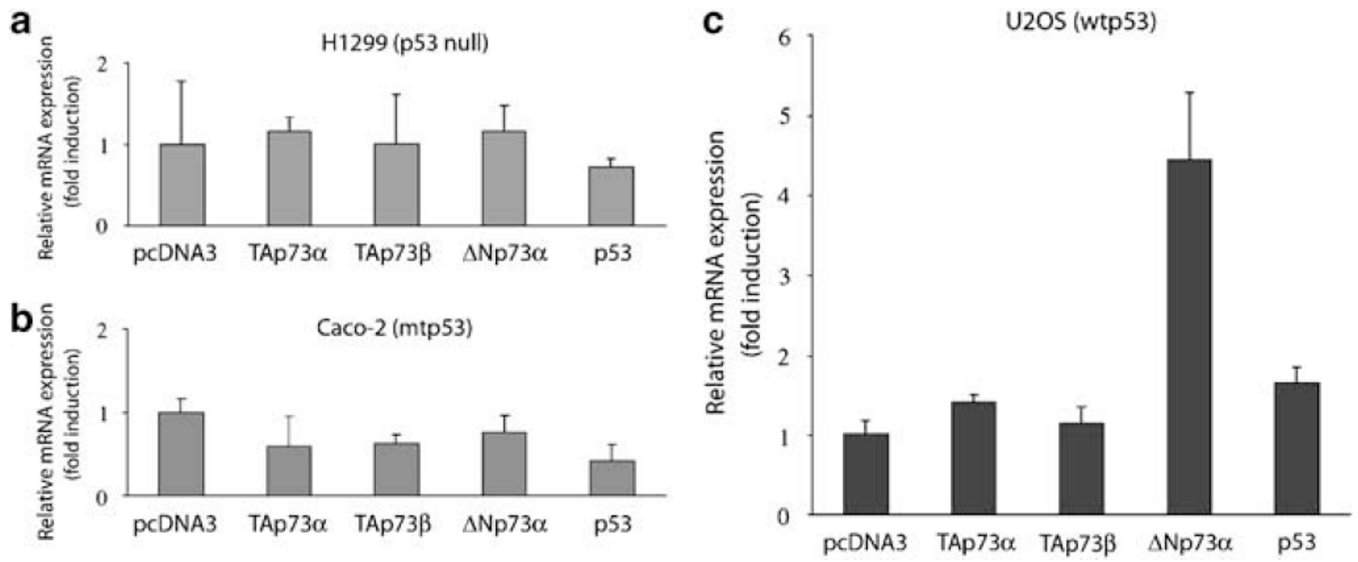 a
H1299 (p53 null)
Relative mRNA expression
(fold induction)
2
1
0
pcDNA3 TAp73α TAp73β ΔNp73α p53
b
Caco-2 (mtp53)
Relative mRNA expression
(fold induction)
2
1
0
pcDNA3 TAp73α TAp73β ΔNp73α p53
c
U2OS (wtp53)
Relative mRNA expression
(fold induction)
6
5
4
3
2
1
0
pcDNA3 TAp73α TAp73β ΔNp73α p53